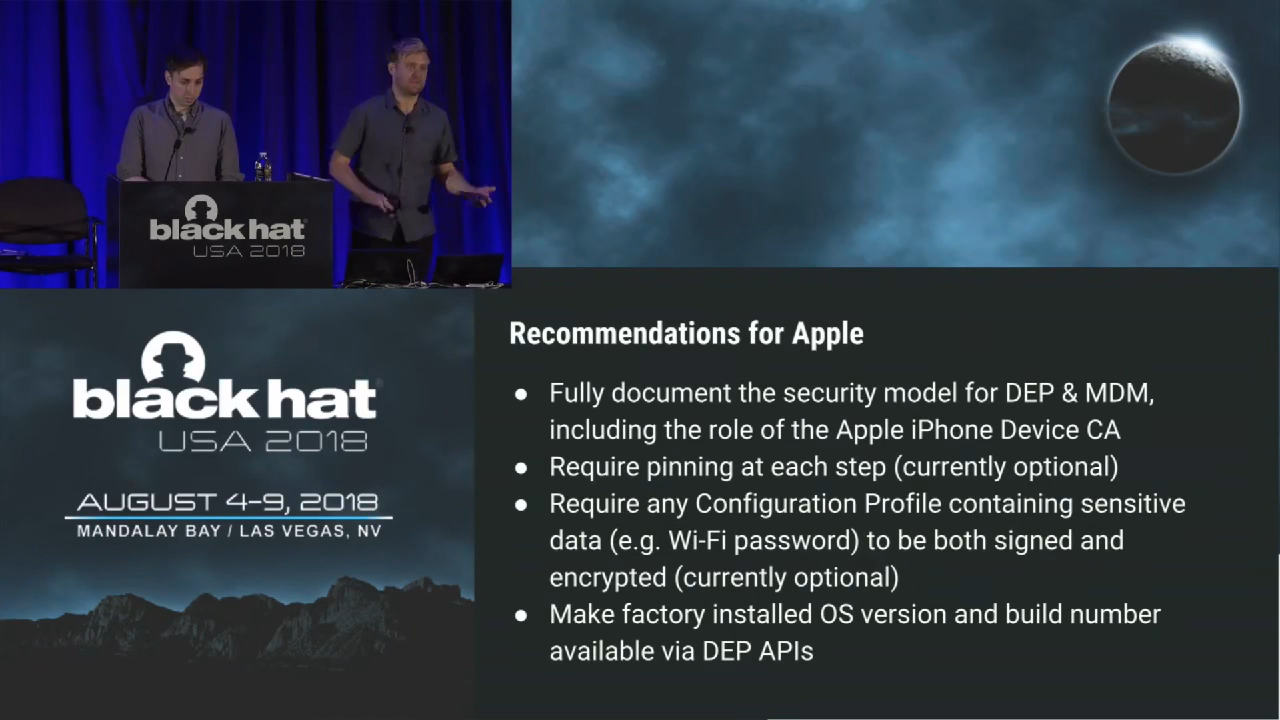 black hat
USA 2018
black hat
USA 2018
AUGUST 4-9, 2018
MANDALAY BAY / LAS VEGAS, NV
Recommendations for Apple
● Fully document the security model for DEP & MDM,
including the role of the Apple iPhone Device CA
● Require pinning at each step (currently optional)
● Require any Configuration Profile containing sensitive
data (e.g. Wi-Fi password) to be both signed and
encrypted (currently optional)
● Make factory installed OS version and build number
available via DEP APIs